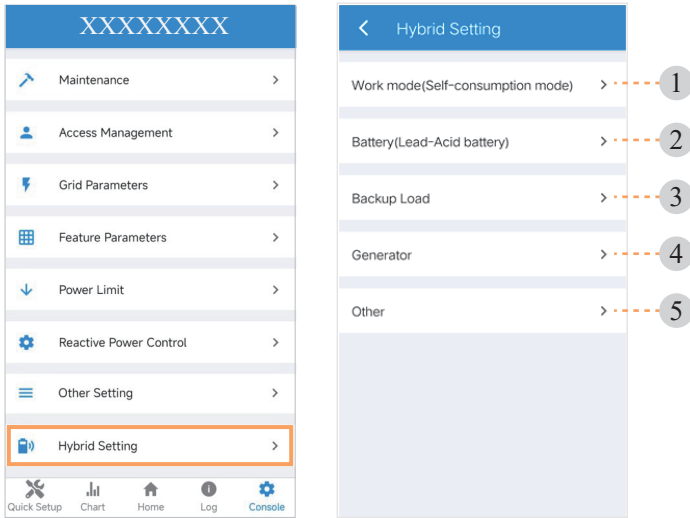 XXXXXXXX
Maintenance
Access Management
Grid Parameters
Feature Parameters
Power Limit
Reactive Power Control
Other Setting
Hybrid Setting
Quick Setup Chart Home Log Console
Hybrid Setting
Work mode(Self-consumption mode) 1
Battery(Lead-Acid battery) 2
Backup Load 3
Generator 4
Other 5